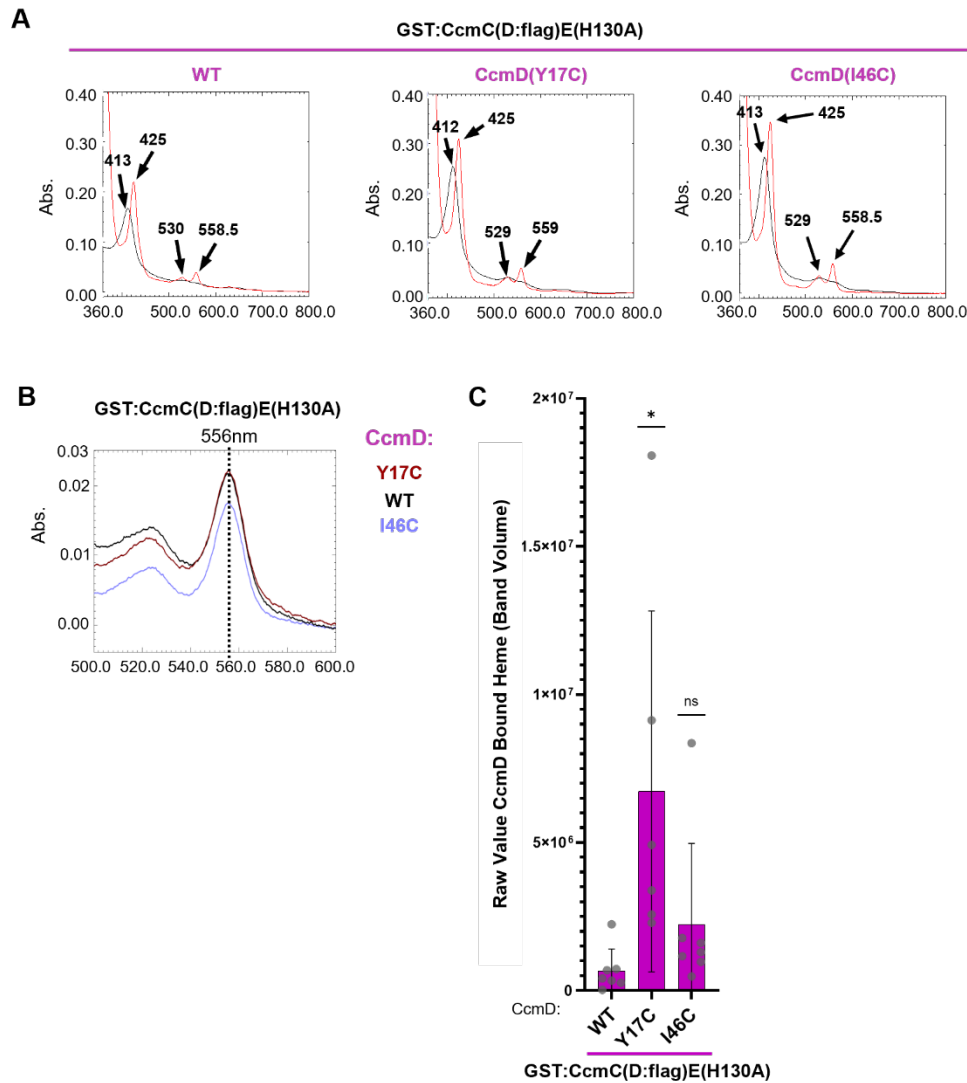 A
GST:CcmC(D:flag)E(H130A)
WT
CcmD(Y17C)
CcmD(I46C)
0.40
0.30
0.20
0.10
0.00
Abs.
413
425
530
558.5
360.0 500.0 600.0 700.0 800.0
0.40
0.30
0.20
0.10
0.00
Abs.
412
425
529
559
360.0 500.0 600.0 700.0 800.0
0.40
0.30
0.20
0.10
0.00
Abs.
413
425
529
558.5
360.0 500.0 600.0 700.0 800.0
B
GST:CcmC(D:flag)E(H130A)
556nm
0.03
0.02
0.01
0.00
Abs.
500.0 520.0 540.0 560.0 580.0 600.0
CcmD:
Y17C
WT
I46C
C
Raw Value CcmD Bound Heme (Band Volume)
2×10⁷
1.5×10⁷
1×10⁷
5×10⁶
0
*
ns
CcmD:
WT
Y17C
I46C
GST:CcmC(D:flag)E(H130A)